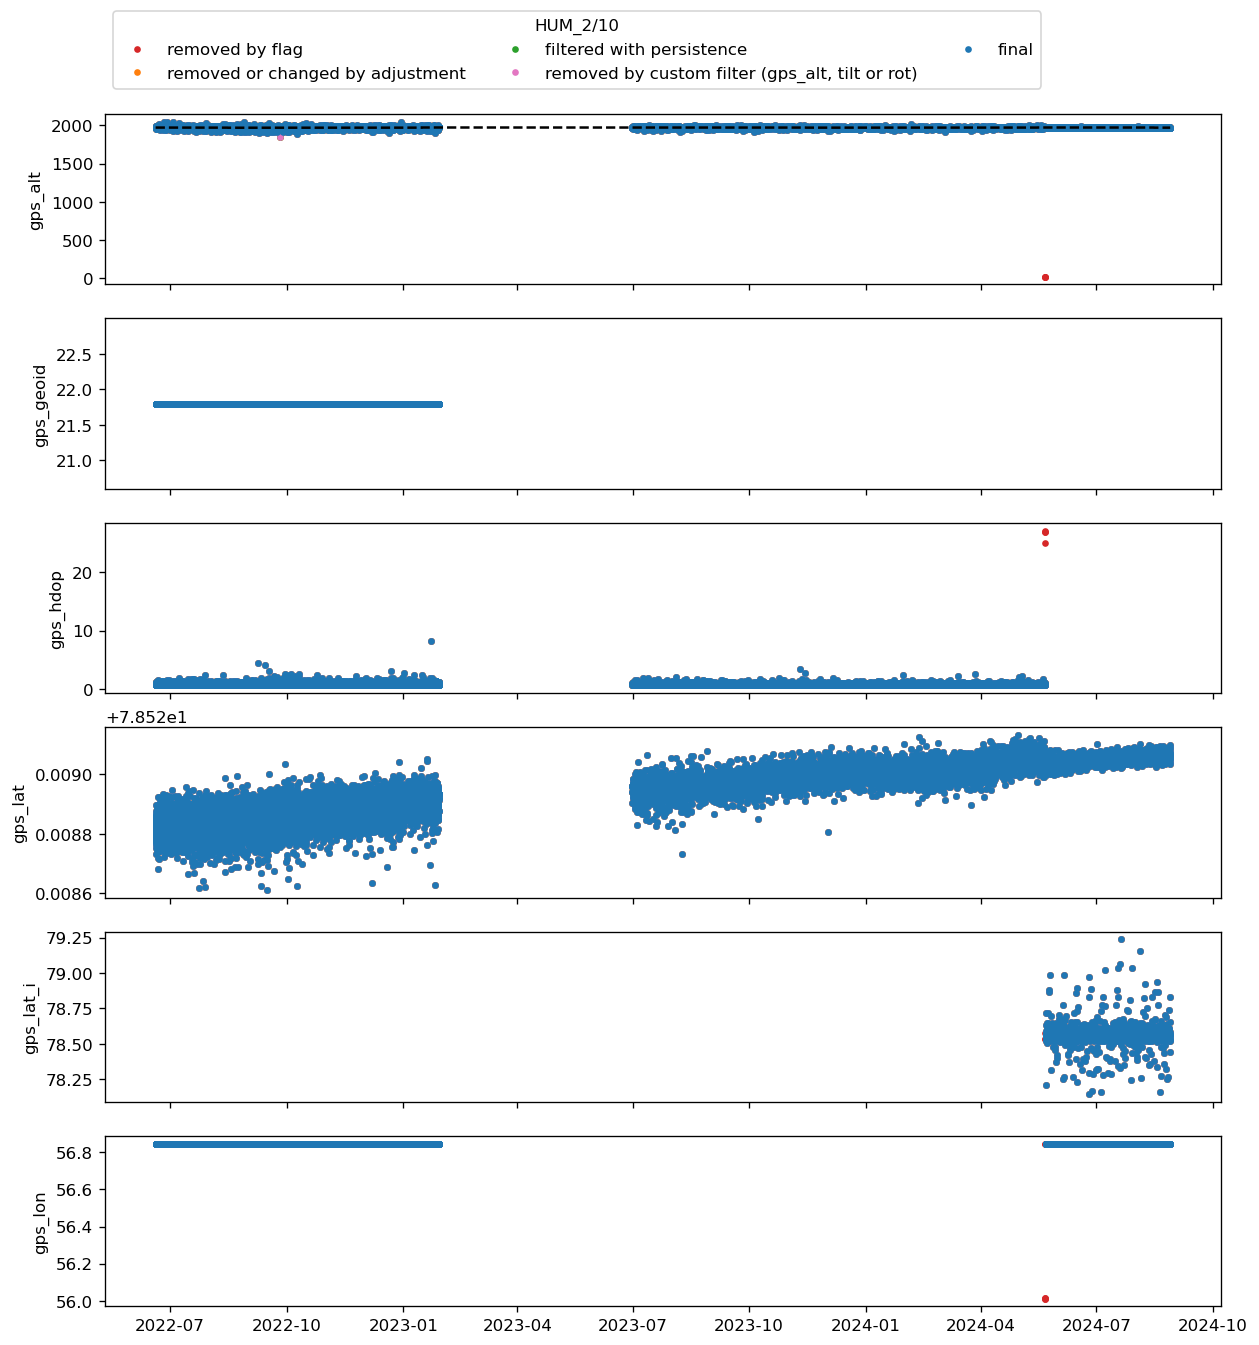 HUM_2/10
removed by flag
filtered with persistence
final
removed or changed by adjustment
removed by custom filter (gps_alt, tilt or rot)
2000
1500
1000
500
0
gps_alt
22.5
22.0
21.5
21.0
gps_geoid
20
10
0
gps_hdop
+7.852e1
0.0090
0.0088
0.0086
gps_lat
79.25
79.00
78.75
78.50
78.25
gps_lat_i
56.8
56.6
56.4
56.2
56.0
gps_lon
2022-07
2022-10
2023-01
2023-04
2023-07
2023-10
2024-01
2024-04
2024-07
2024-10